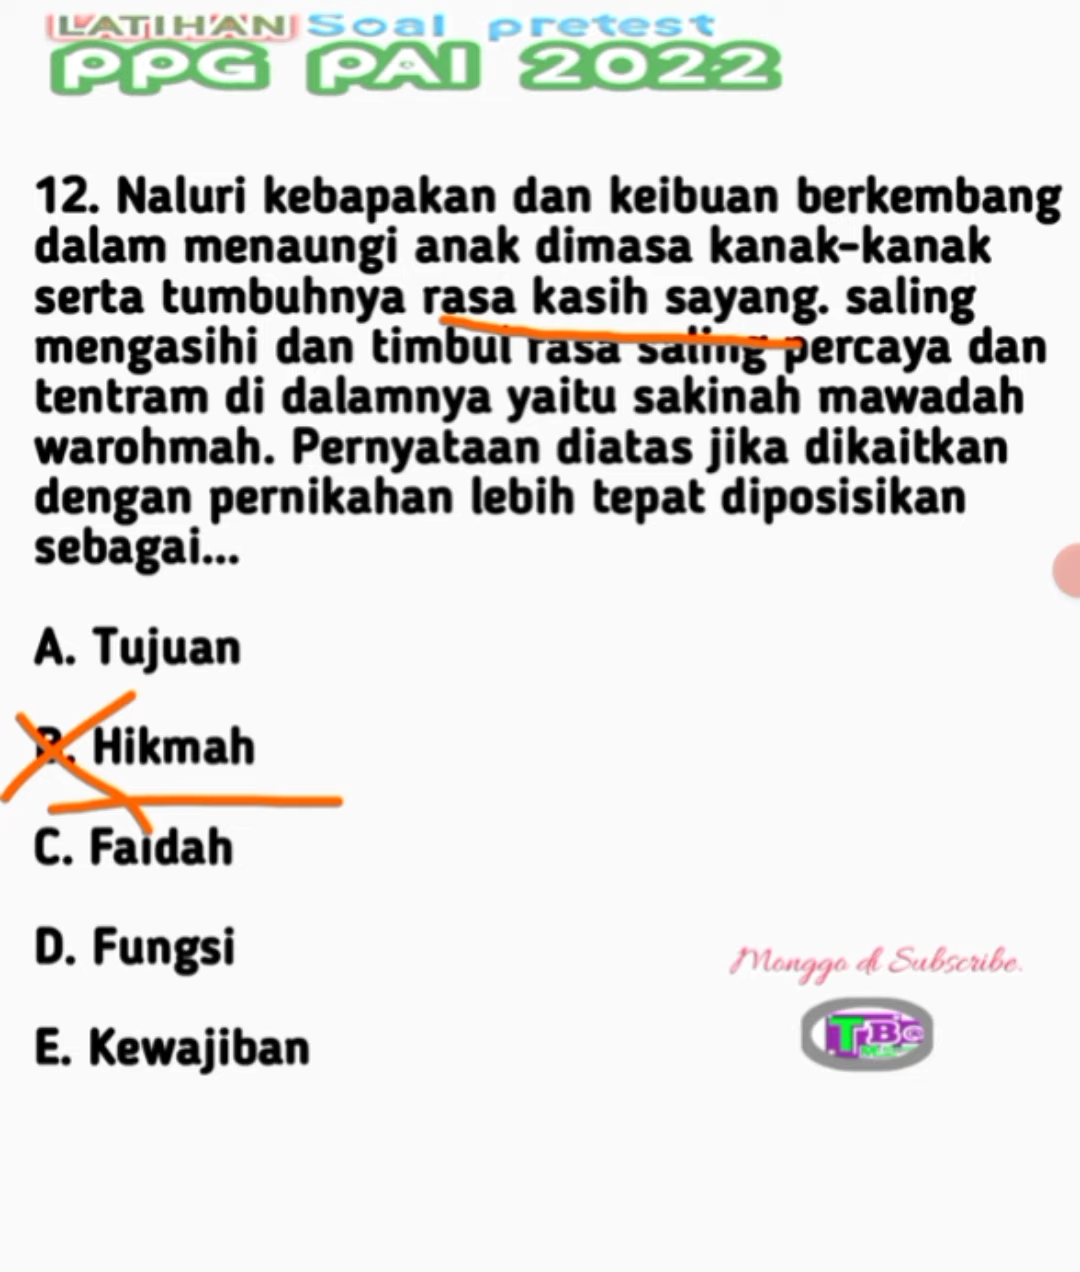 LATIHAN Soal pretest
PPG PAI 2022
12. Naluri kebapakan dan keibuan berkembang
dalam menaungi anak dimasa kanak-kanak
serta tumbuhnya rasa kasih sayang. saling
mengasihi dan timbul rasa saling percaya dan
tentram di dalamnya yaitu sakinah mawadah
warohmah. Pernyataan diatas jika dikaitkan
dengan pernikahan lebih tepat diposisikan
sebagai...
A. Tujuan
B. Hikmah
C. Faidah
D. Fungsi
E. Kewajiban
Monggo di Subscribe.